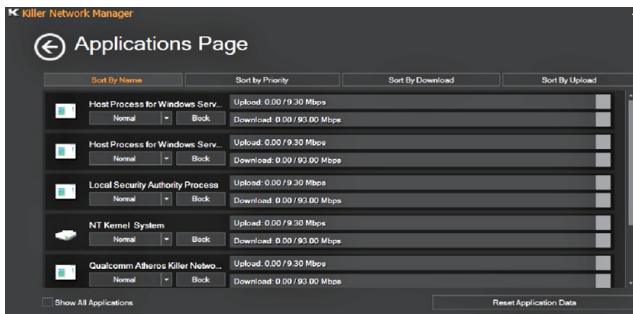 Killer Network Manager
Applications Page
Sort By Name Sort by Priority Sort By Download Sort By Upload
Host Process for Windows Serv...
Upload: 0.00 / 9.30 Mbps
Normal Block
Download: 0.00 / 93.00 Mbps
Host Process for Windows Serv...
Upload: 0.00 / 9.30 Mbps
Normal Block
Download: 0.00 / 93.00 Mbps
Local Security Authority Process
Upload: 0.00 / 9.30 Mbps
Normal Block
Download: 0.00 / 93.00 Mbps
NT Kernel System
Upload: 0.00 / 9.30 Mbps
Normal Block
Download: 0.00 / 93.00 Mbps
Qualcomm Atheros Killer Netwo...
Upload: 0.00 / 9.30 Mbps
Normal Block
Download: 0.00 / 93.00 Mbps
Show All Applications Reset Application Data